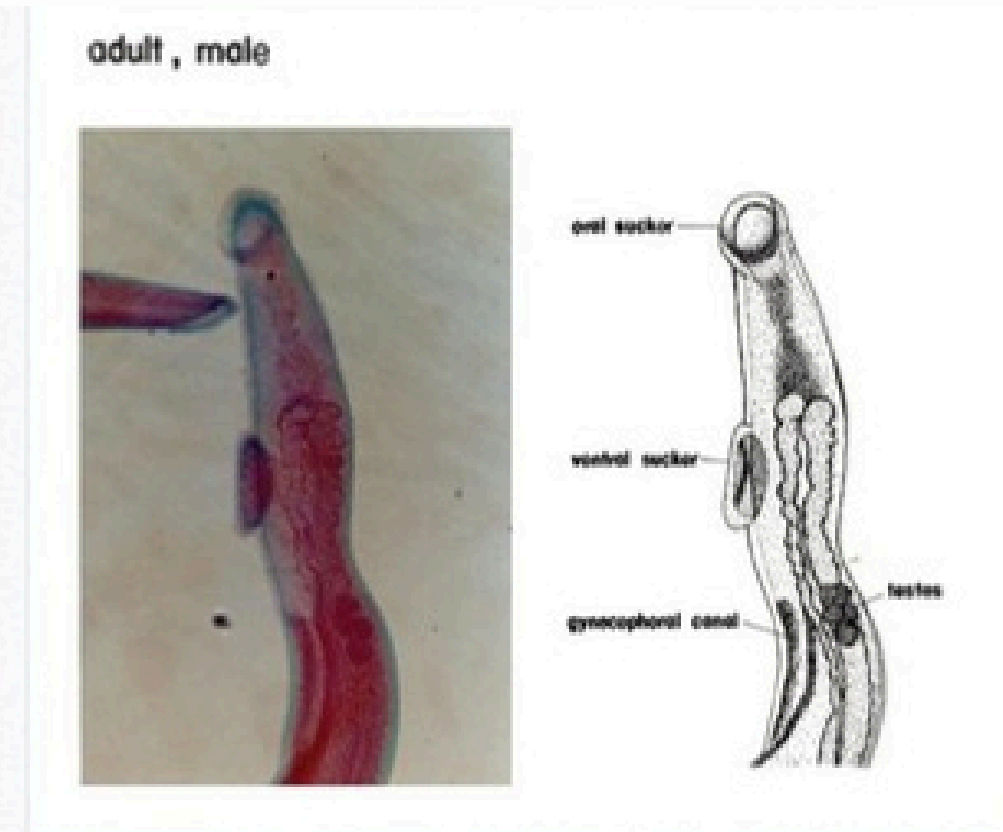 adult, male
oral sucker
ventral sucker
testes
gynecophoral canal